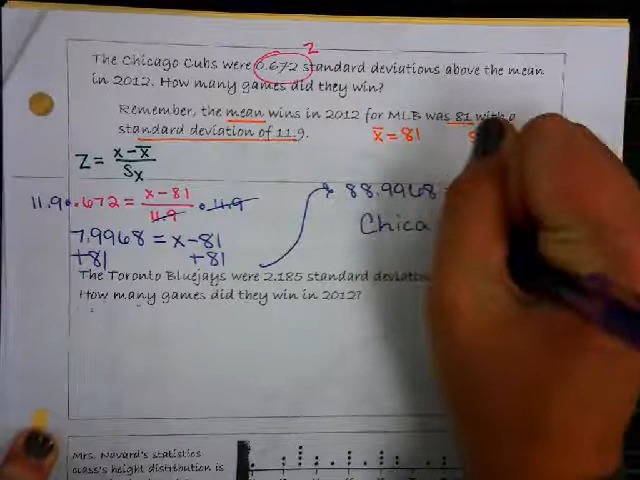 z
The Chicago Cubs were 0.672 standard deviations above the mean
in 2012. How many games did they win?
Remember, the mean wins in 2012 for MLB was 81 with a
standard deviation of 11.9.
x̄ = 81
z = x - x̄ / Sx
11.9 • .672 = x - 81 / 11.9 • 11.9
88.9968
7.9968 = x - 81
Chica
+81 +81
The Toronto Bluejays were 2.185 standard
How many games did they win in 2012?
Mrs. Novard's statistics
class's height distribution is